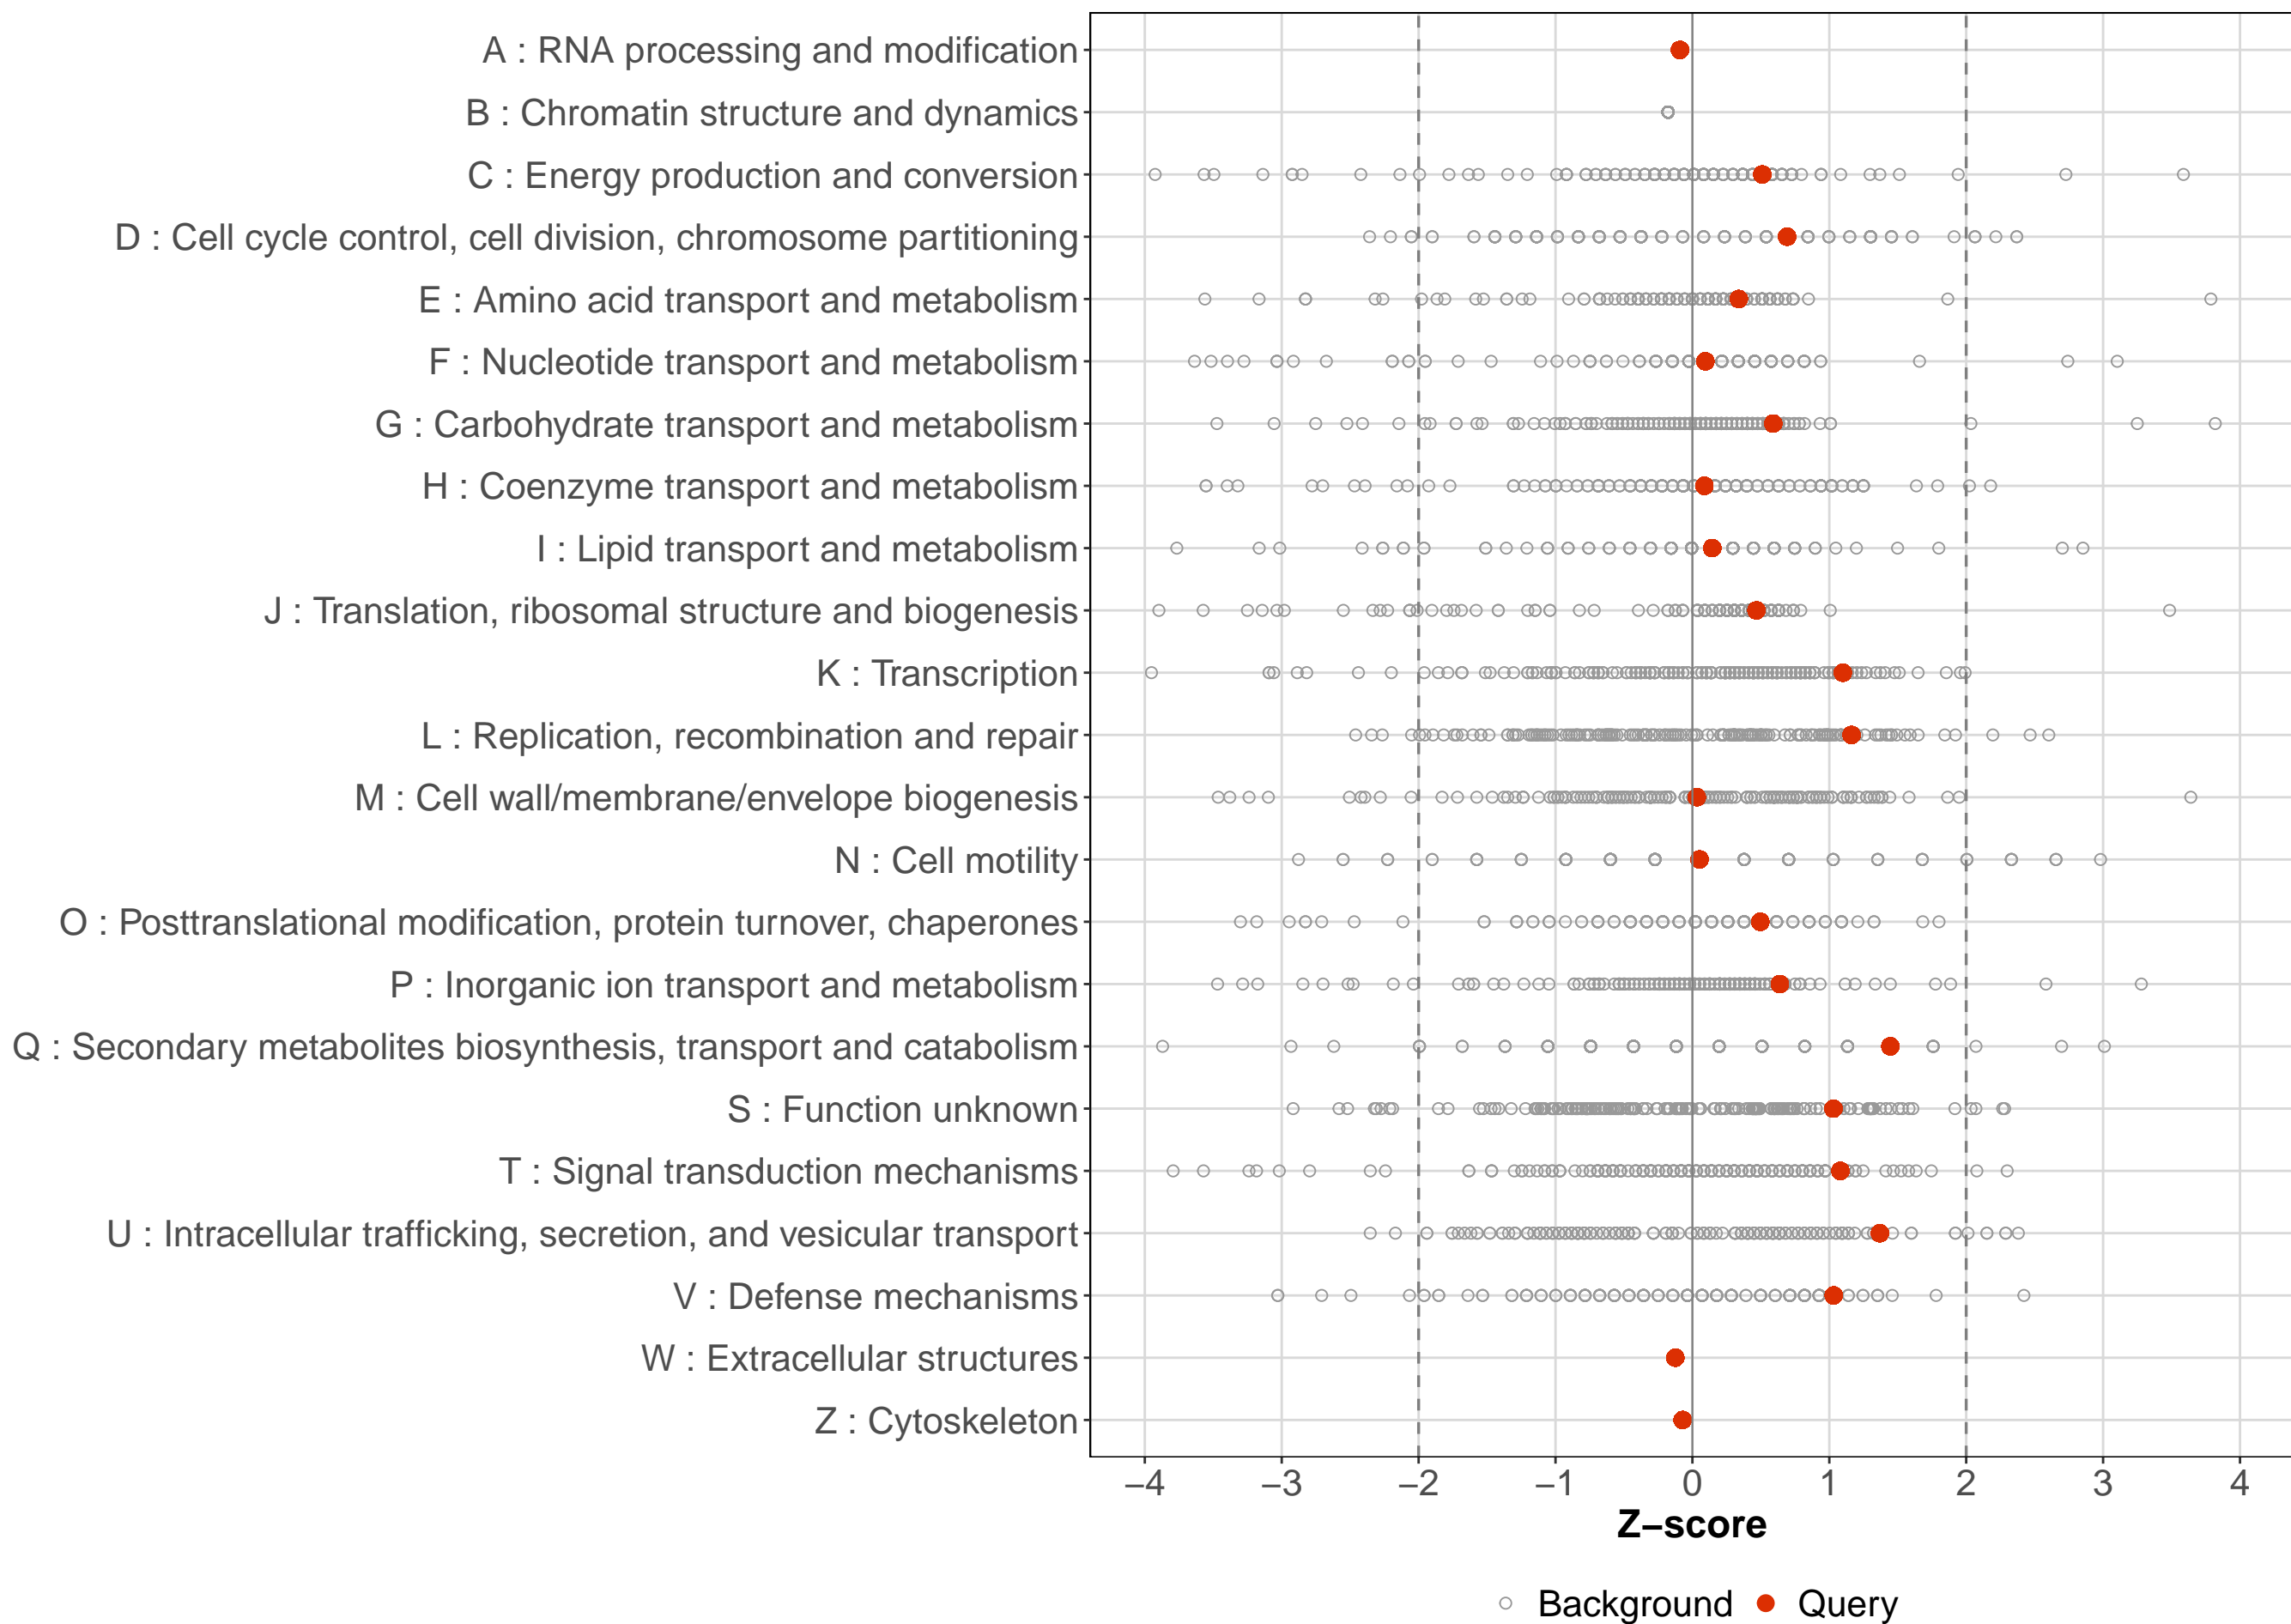 A : RNA processing and modification
B : Chromatin structure and dynamics
C : Energy production and conversion
D : Cell cycle control, cell division, chromosome partitioning
E : Amino acid transport and metabolism
F : Nucleotide transport and metabolism
G : Carbohydrate transport and metabolism
H : Coenzyme transport and metabolism
I : Lipid transport and metabolism
J : Translation, ribosomal structure and biogenesis
K : Transcription
L : Replication, recombination and repair
M : Cell wall/membrane/envelope biogenesis
N : Cell motility
O : Posttranslational modification, protein turnover, chaperones
P : Inorganic ion transport and metabolism
Q : Secondary metabolites biosynthesis, transport and catabolism
S : Function unknown
T : Signal transduction mechanisms
U : Intracellular trafficking, secretion, and vesicular transport
V : Defense mechanisms
W : Extracellular structures
Z : Cytoskeleton
−4 −3 −2 −1 0 1 2 3 4
Z−score
Background Query